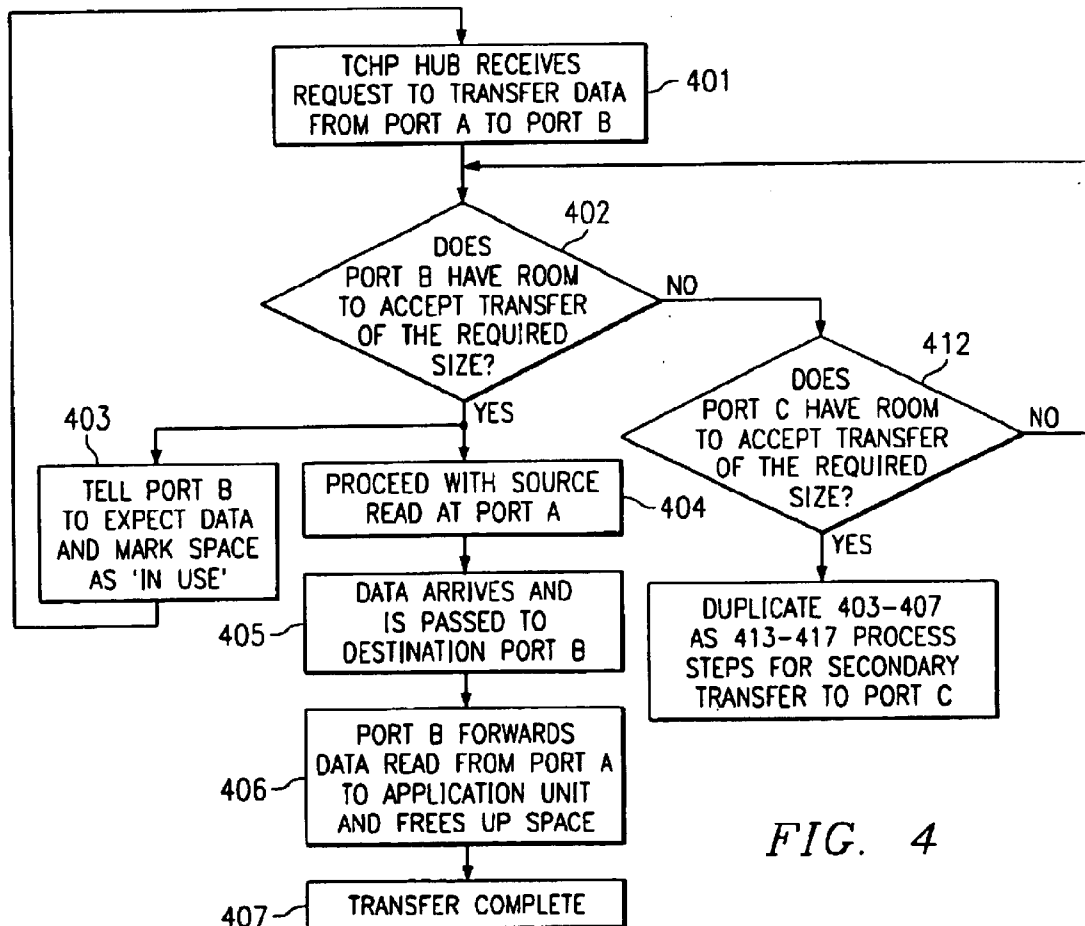 TCHP HUB RECEIVES
REQUEST TO TRANSFER DATA
FROM PORT A TO PORT B
401
402
DOES
PORT B HAVE ROOM
TO ACCEPT TRANSFER
OF THE REQUIRED
SIZE?
NO
YES
412
DOES
PORT C HAVE ROOM
TO ACCEPT TRANSFER
OF THE REQUIRED
SIZE?
NO
YES
403
TELL PORT B
TO EXPECT DATA
AND MARK SPACE
AS 'IN USE'
PROCEED WITH SOURCE
READ AT PORT A
404
DATA ARRIVES AND
IS PASSED TO
DESTINATION PORT B
405
DUPLICATE 403-407
AS 413-417 PROCESS
STEPS FOR SECONDARY
TRANSFER TO PORT C
PORT B FORWARDS
DATA READ FROM PORT A
TO APPLICATION UNIT
AND FREES UP SPACE
406
TRANSFER COMPLETE
407
FIG. 4